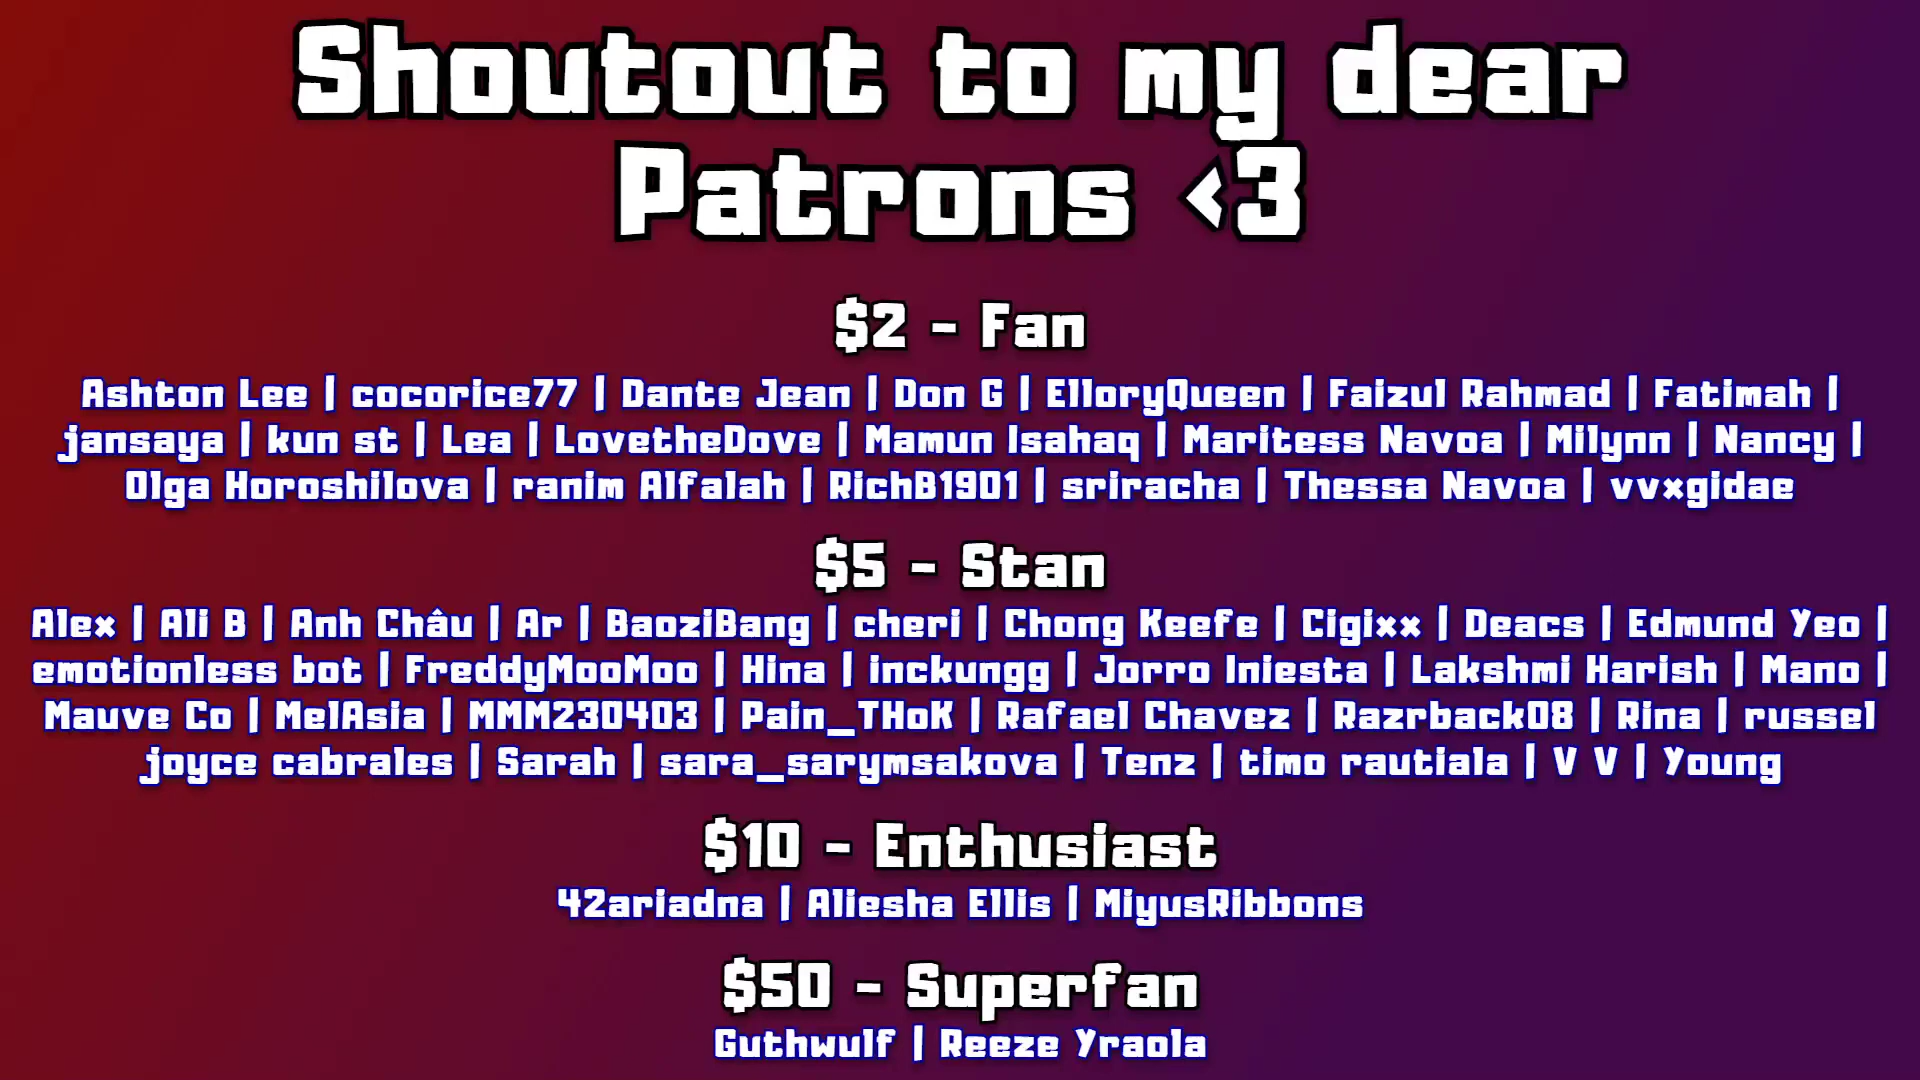 Shoutout to my dear
Patrons <3
$2 - Fan
Ashton Lee | cocorice77 | Dante Jean | Don G | ElloryQueen | Faizul Rahmad | Fatimah |
jansaya | kun st | Lea | LovetheDove | Mamun Isahaq | Maritess Navoa | Milynn | Nancy |
Olga Horoshilova | ranim Alfalah | RichB1901 | sriracha | Thessa Navoa | vvxgidae
$5 - Stan
Alex | Ali B | Anh Châu | Ar | BaoziBang | cheri | Chong Keefe | Cigixx | Deacs | Edmund Yeo |
emotionless bot | FreddyMooMoo | Hina | inckungg | Jorro Iniesta | Lakshmi Harish | Mano |
Mauve Co | MelAsia | MMM230403 | Pain_THoK | Rafael Chavez | Razrback08 | Rina | russel
joyce cabrales | Sarah | sara_sarymsakova | Tenz | timo rautiala | V V | Young
$10 - Enthusiast
42ariadna | Aliesha Ellis | MiyusRibbons
$50 - Superfan
Guthwulf | Reeze Yraola